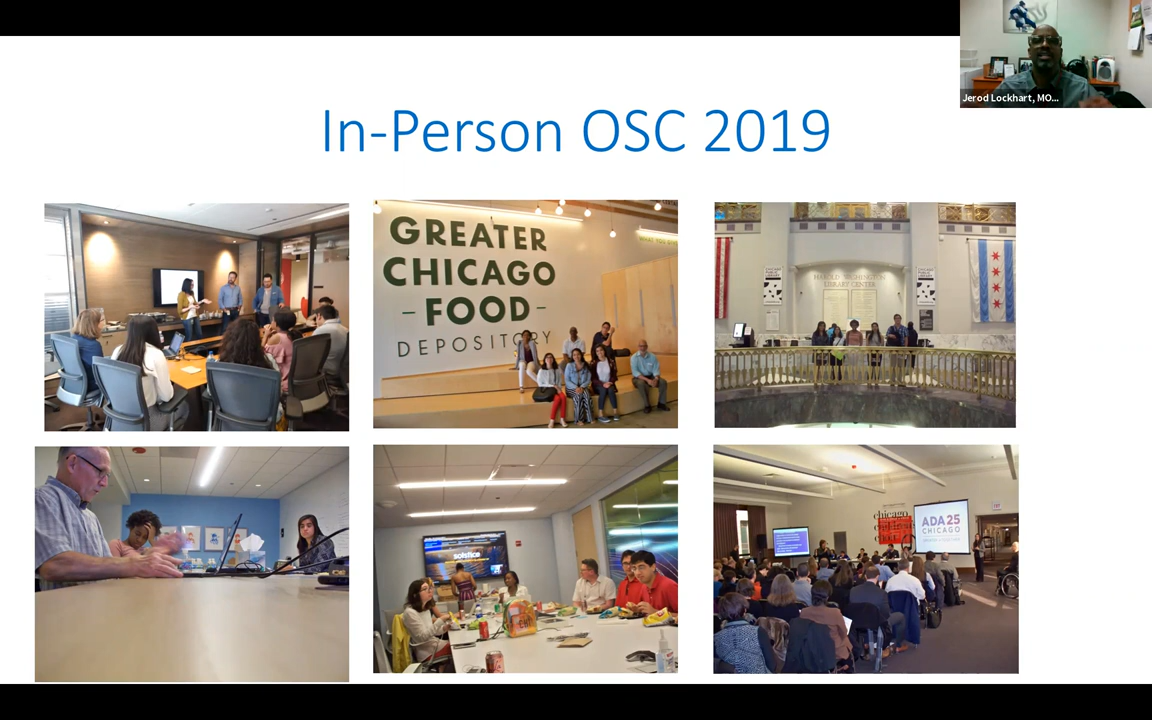 Jerod Lockhart, MO...
In-Person OSC 2019
GREATER
CHICAGO
-FOOD-
DEPOSITORY
HAROLD WASHINGTON
LIBRARY CENTER
solstice
chicago
ADA25
CHICAGO